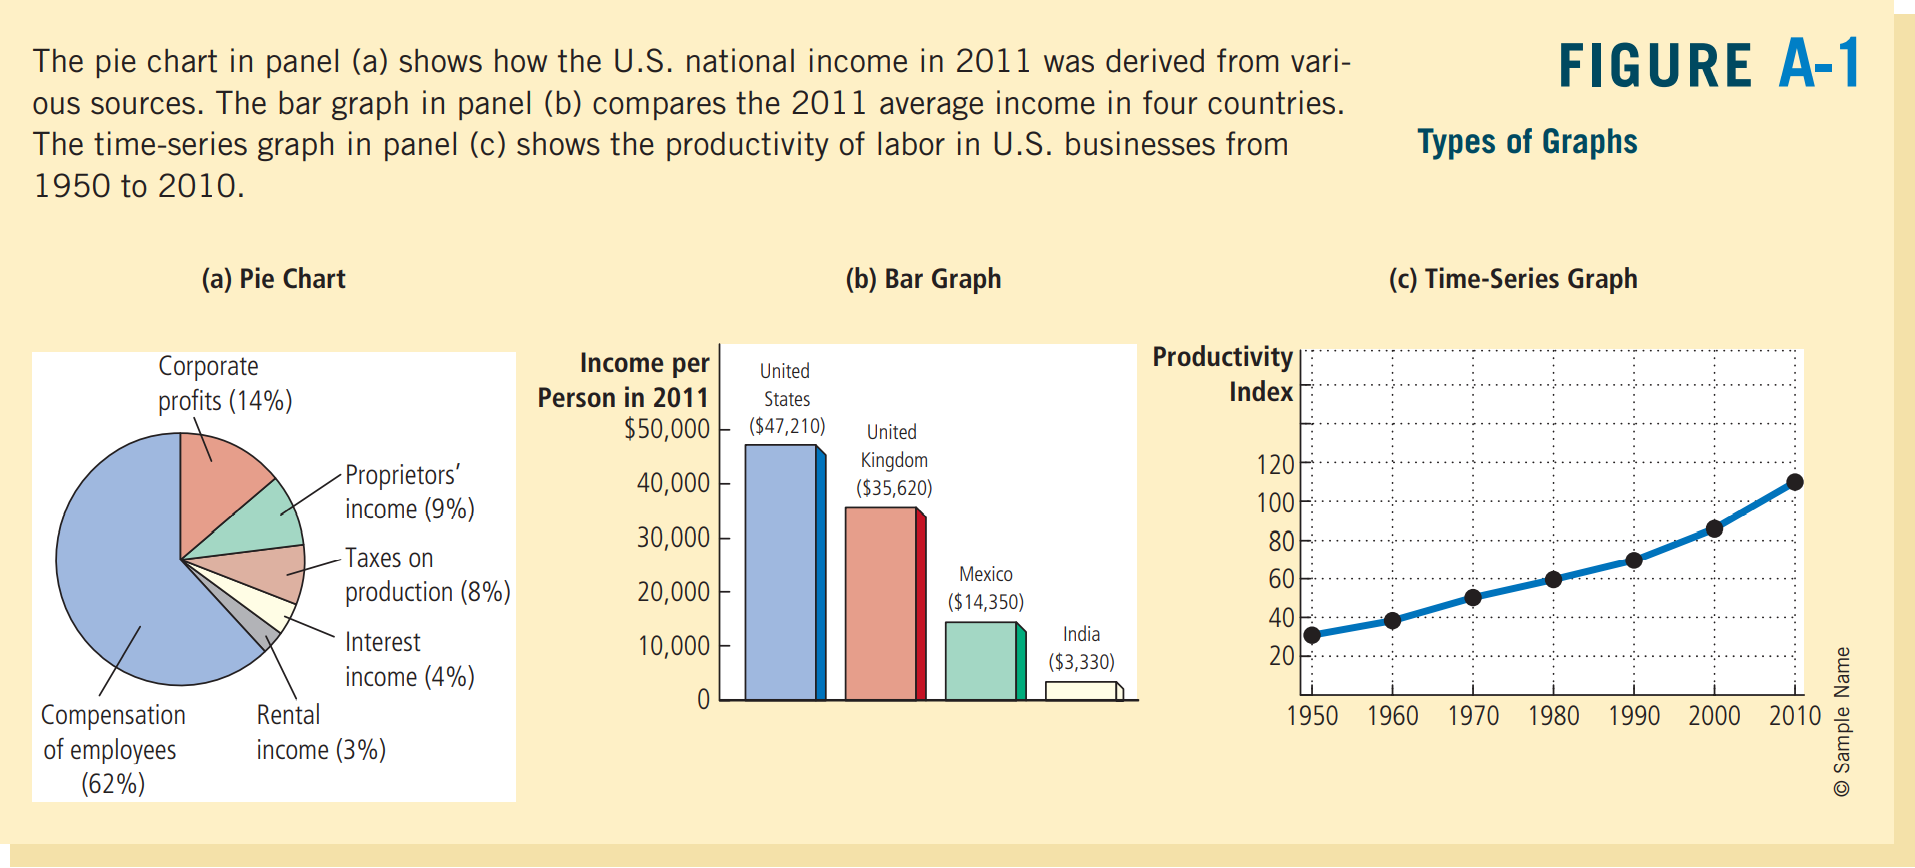 The pie chart in panel (a) shows how the U.S. national income in 2011 was derived from vari-
ous sources. The bar graph in panel (b) compares the 2011 average income in four countries.
The time-series graph in panel (c) shows the productivity of labor in U.S. businesses from
1950 to 2010.
FIGURE A-1
Types of Graphs
(a) Pie Chart
Corporate
profits (14%)
Proprietors’
income (9%)
Taxes on
production (8%)
Interest
income (4%)
Rental
income (3%)
Compensation
of employees
(62%)
(b) Bar Graph
Income per
Person in 2011
$50,000
40,000
30,000
20,000
10,000
0
United
States
($47,210)
United
Kingdom
($35,620)
Mexico
($14,350)
India
($3,330)
(c) Time-Series Graph
Productivity
Index
120
100
80
60
40
20
1950 1960 1970 1980 1990 2000 2010
© Sample Name